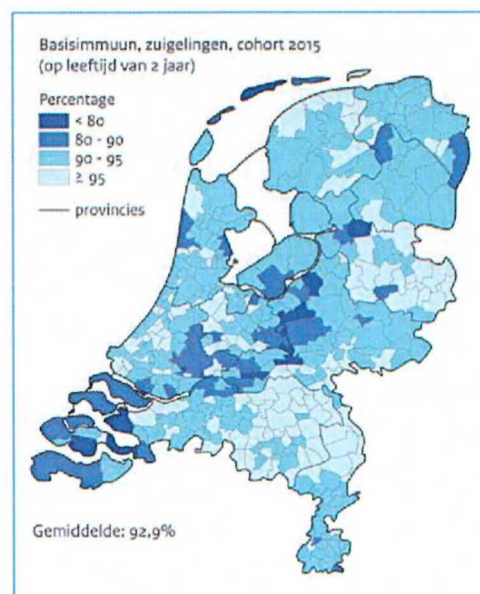 Basisimmuun, zuigelingen, cohort 2015
(op leeftijd van 2 jaar)
Percentage
< 80
80 - 90
90 - 95
≥ 95
provincies
Gemiddelde: 92,9%